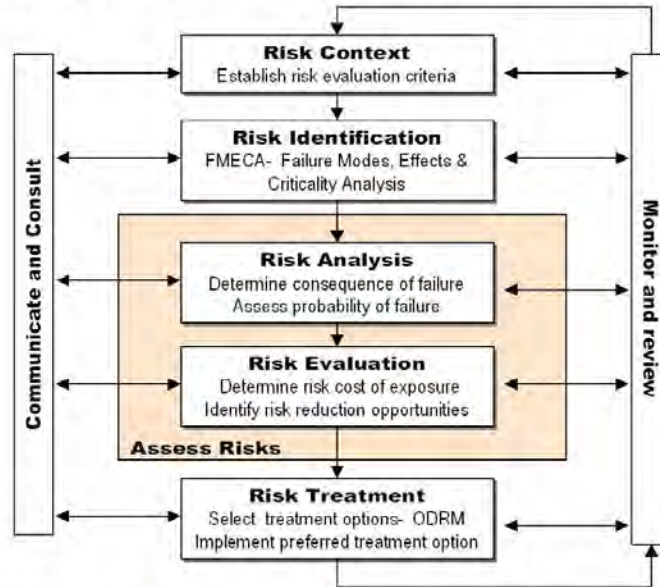 Risk Context
Establish risk evaluation criteria
Risk Identification
FMECA- Failure Modes, Effects &
Criticality Analysis
Risk Analysis
Determine consequence of failure
Assess probability of failure
Risk Evaluation
Determine risk cost of exposure
Identify risk reduction opportunities
Assess Risks
Risk Treatment
Select treatment options- ODRM
Implement preferred treatment option
Communicate and Consult
Monitor and review